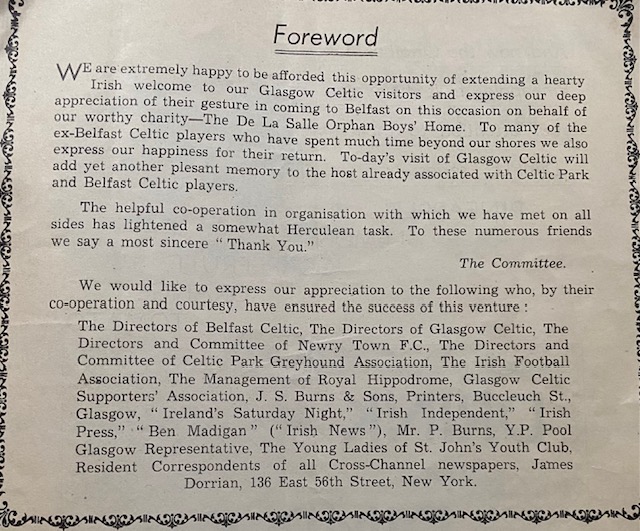 Foreword
WE are extremely happy to be afforded this opportunity of extending a hearty
Irish welcome to our Glasgow Celtic visitors and express our deep
appreciation of their gesture in coming to Belfast on this occasion on behalf of
our worthy charity—The De La Salle Orphan Boys' Home. To many of the
ex-Belfast Celtic players who have spent much time beyond our shores we also
express our happiness for their return. To-day's visit of Glasgow Celtic will
add yet another plesant memory to the host already associated with Celtic Park
and Belfast Celtic players.
The helpful co-operation in organisation with which we have met on all
sides has lightened a somewhat Herculean task. To these numerous friends
we say a most sincere "Thank You."
The Committee.
We would like to express our appreciation to the following who, by their
co-operation and courtesy, have ensured the success of this venture :
The Directors of Belfast Celtic, The Directors of Glasgow Celtic, The
Directors and Committee of Newry Town F.C., The Directors and
Committee of Celtic Park Greyhound Association, The Irish Football
Association, The Management of Royal Hippodrome, Glasgow Celtic
Supporters' Association, J. S. Burns & Sons, Printers, Buccleuch St.,
Glasgow, "Ireland's Saturday Night," "Irish Independent," "Irish
Press," "Ben Madigan" ("Irish News"), Mr. P. Burns, Y.P. Pool
Glasgow Representative, The Young Ladies of St. John's Youth Club,
Resident Correspondents of all Cross-Channel newspapers, James
Dorrian, 136 East 56th Street, New York.